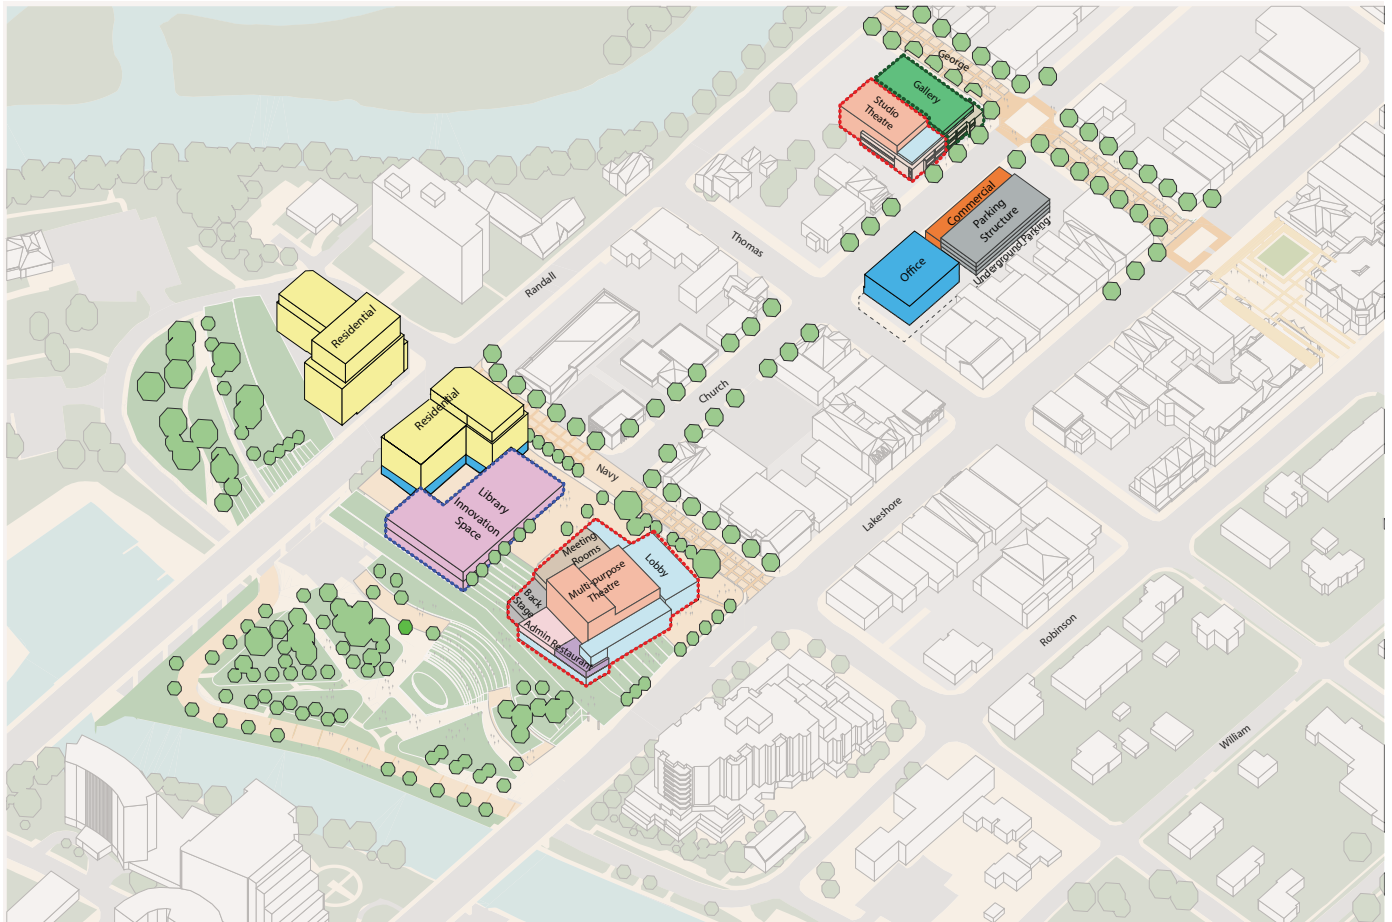 George
Gallery
Studio
Theatre
Commercial
Parking
Structure
Underground Parking
Office
Thomas
Randall
Residential
Residential
Church
Navy
Library
Innovation
Space
Lakeshore
Meeting
Rooms
Lobby
Multi-purpose
Theatre
Back
Stage
Admin
Restaurant
Robinson
William